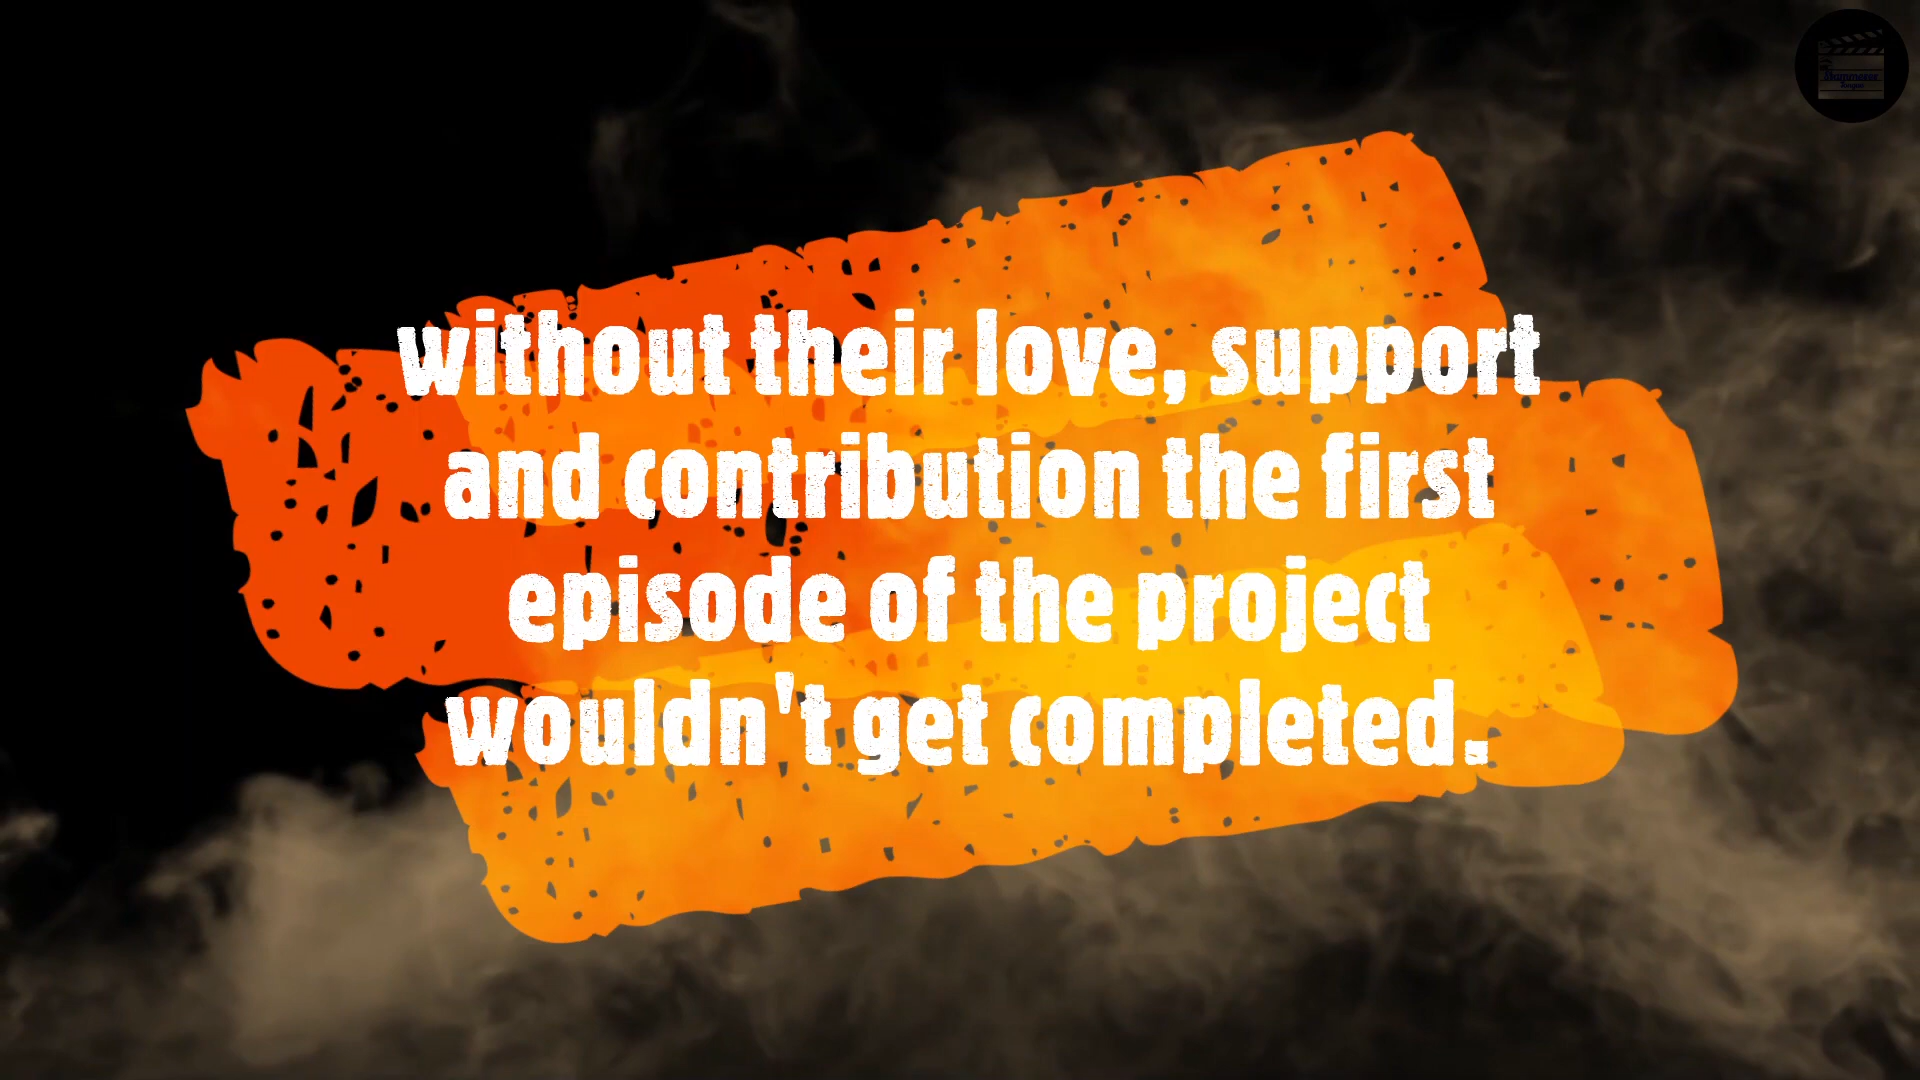 without their love, support
and contribution the first
episode of the project
wouldn't get completed.